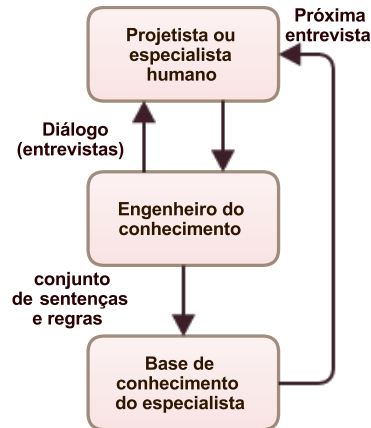 Próxima
entrevista
Projetista ou
especialista
humano
Diálogo
(entrevistas)
Engenheiro do
conhecimento
conjunto
de sentenças
e regras
Base de
conhecimento
do especialista